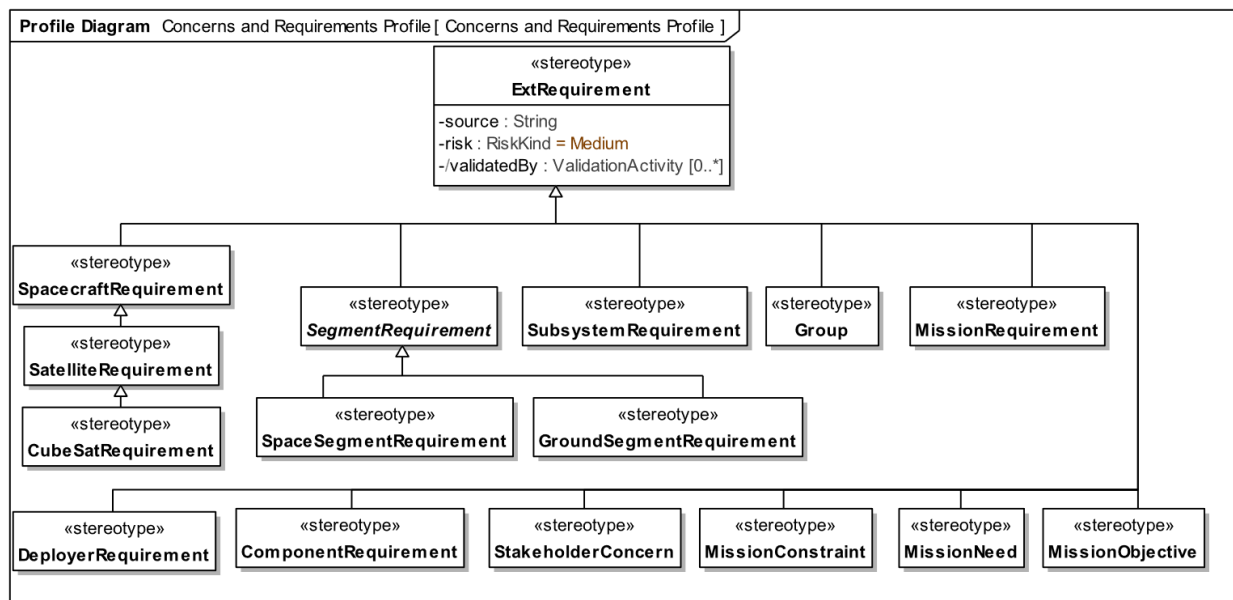 Profile Diagram Concerns and Requirements Profile [ Concerns and Requirements Profile ]
«stereotype»
ExtRequirement
-source : String
-risk : RiskKind = Medium
-/validatedBy : ValidationActivity [0..*]
«stereotype»
SpacecraftRequirement
«stereotype»
SegmentRequirement
«stereotype»
SubsystemRequirement
«stereotype»
Group
«stereotype»
MissionRequirement
«stereotype»
SatelliteRequirement
«stereotype»
CubeSatRequirement
«stereotype»
SpaceSegmentRequirement
«stereotype»
GroundSegmentRequirement
«stereotype»
DeployerRequirement
«stereotype»
ComponentRequirement
«stereotype»
StakeholderConcern
«stereotype»
MissionConstraint
«stereotype»
MissionNeed
«stereotype»
MissionObjective